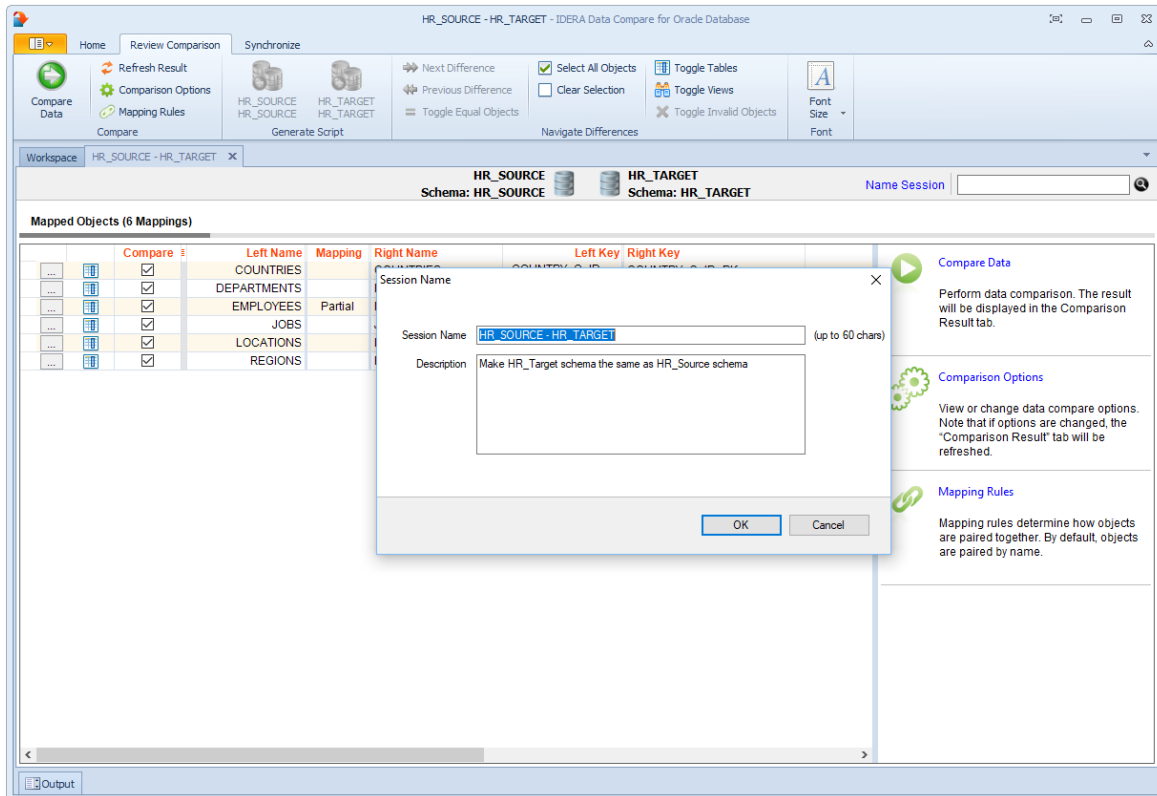 HR_SOURCE - HR_TARGET - IDERA Data Compare for Oracle Database
Home Review Comparison Synchronize
Compare Data
Refresh Result
Comparison Options
Mapping Rules
Compare
HR_SOURCE HR_SOURCE
HR_TARGET HR_TARGET
Generate Script
Next Difference
Previous Difference
Toggle Equal Objects
Select All Objects
Clear Selection
Toggle Tables
Toggle Views
Toggle Invalid Objects
Navigate Differences
A
Font Size
Font
Workspace HR_SOURCE - HR_TARGET
HR_SOURCE HR_TARGET
Schema: HR_SOURCE Schema: HR_TARGET
Name Session
Mapped Objects (6 Mappings)
Compare Left Name Mapping Right Name Left Key Right Key
... COUNTRIES
... DEPARTMENTS
... EMPLOYEES Partial
... JOBS
... LOCATIONS
... REGIONS
Session Name
Session Name HR_SOURCE - HR_TARGET (up to 60 chars)
Description Make HR_Target schema the same as HR_Source schema
OK Cancel
Compare Data
Perform data comparison. The result
will be displayed in the Comparison
Result tab.
Comparison Options
View or change data compare options.
Note that if options are changed, the
"Comparison Result" tab will be
refreshed.
Mapping Rules
Mapping rules determine how objects
are paired together. By default, objects
are paired by name.
Output